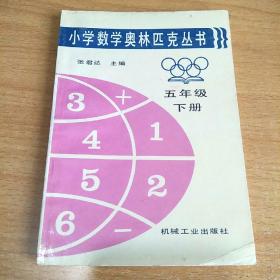 小学数学奥林匹克丛书
张君达 主编
五年级
下册
3 + 1
4
5 2
6 -
机械工业出版社